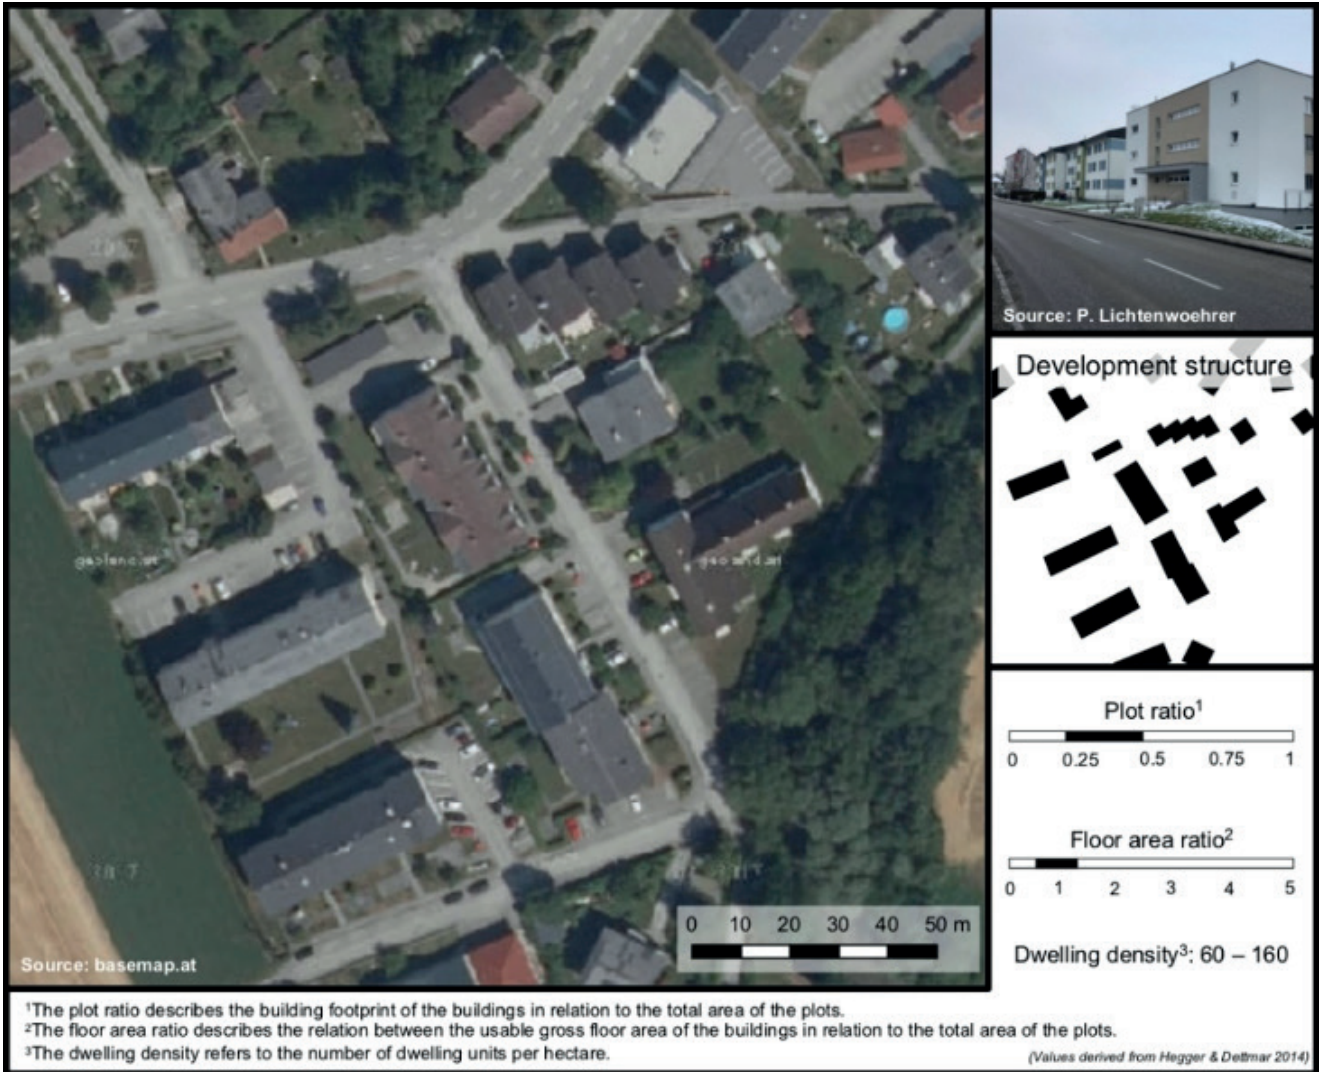 Source: P. Lichtenwoehrer
Development structure
Plot ratio1
0 0.25 0.5 0.75 1
Floor area ratio2
0 1 2 3 4 5
Dwelling density3: 60 – 160
geoland.at
geoland.at
0 10 20 30 40 50 m
Source: basemap.at
1The plot ratio describes the building footprint of the buildings in relation to the total area of the plots.
2The floor area ratio describes the relation between the usable gross floor area of the buildings in relation to the total area of the plots.
3The dwelling density refers to the number of dwelling units per hectare.
(Values derived from Hegger & Dettmar 2014)